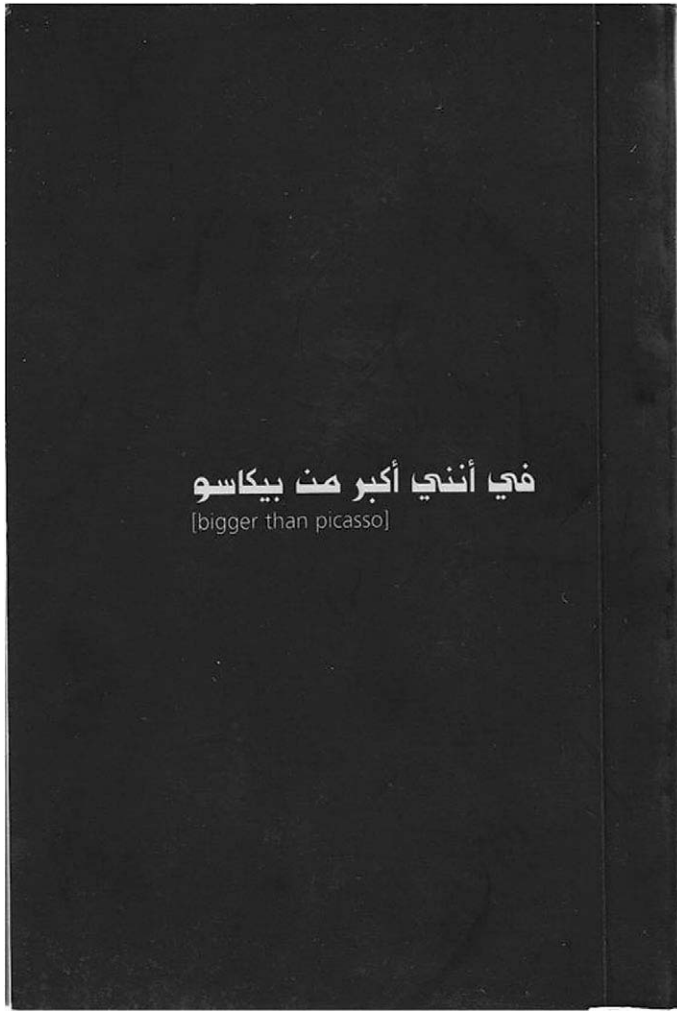 في أنني أكبر من بيكاسو
[bigger than picasso]